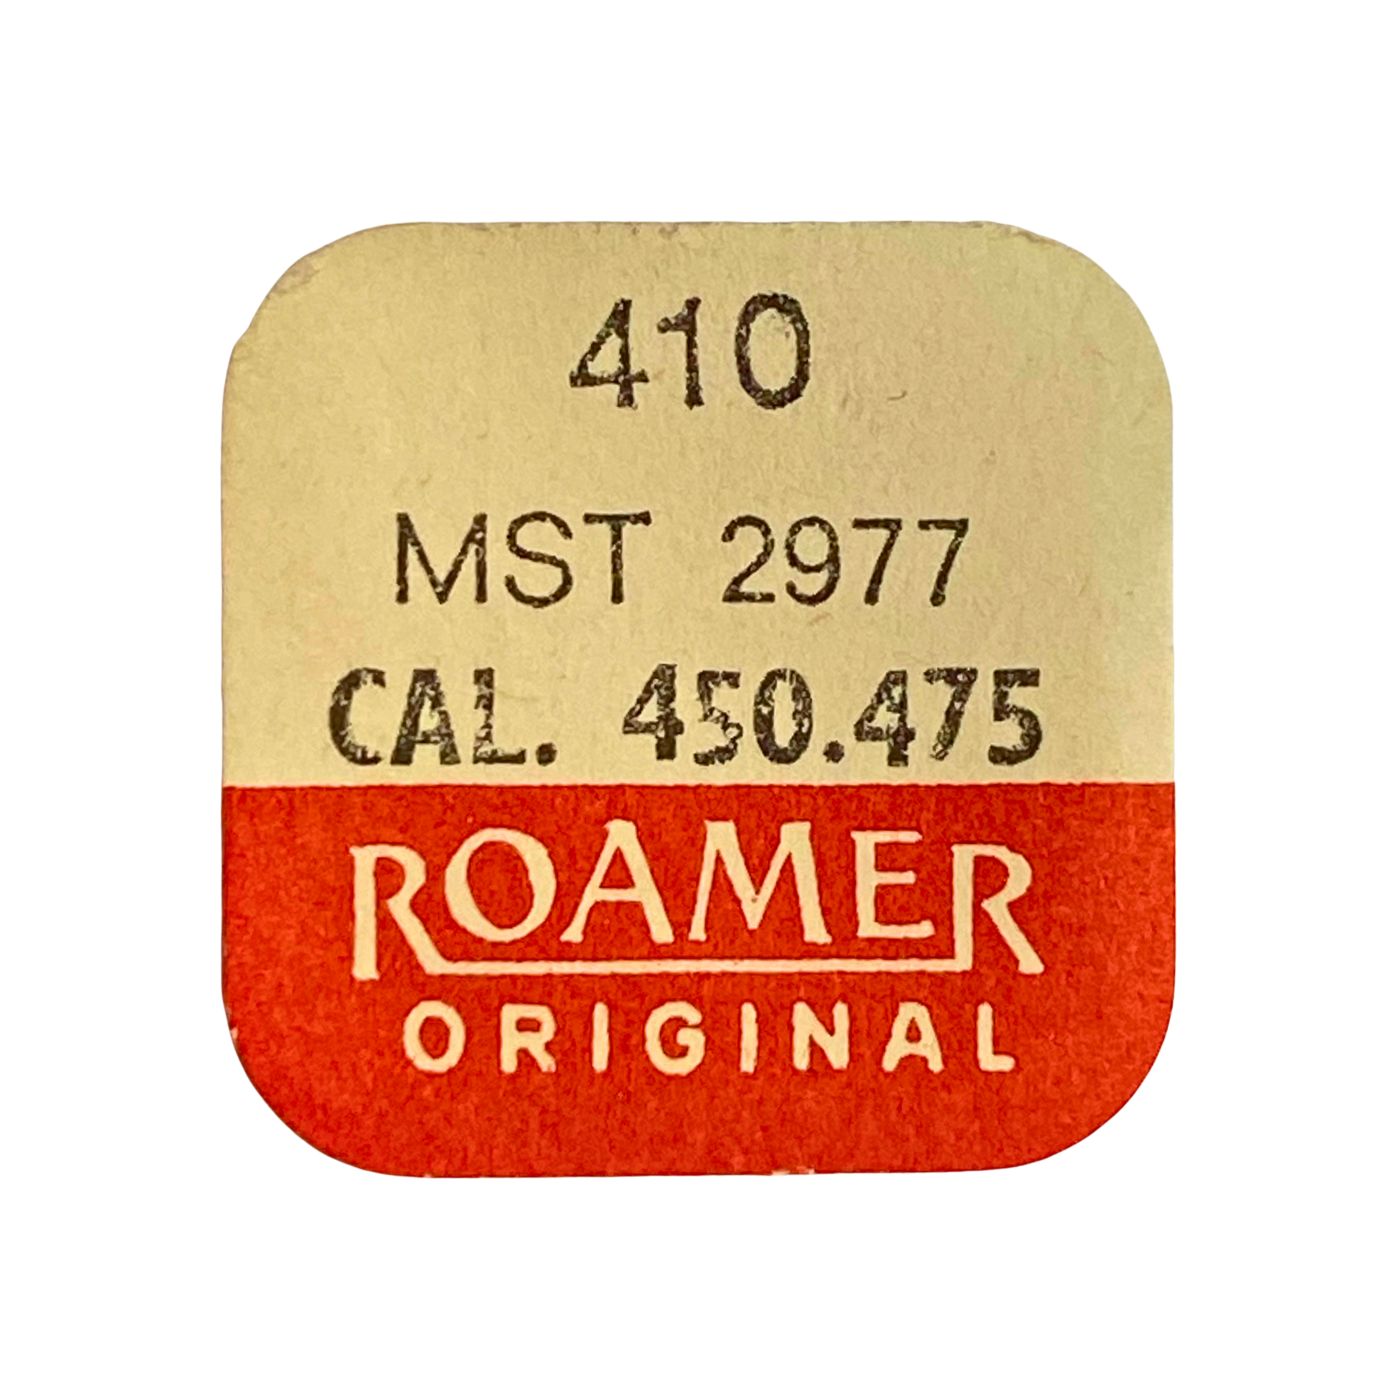 410
MST 2977
CAL. 450.475
ROAMER
ORIGINAL